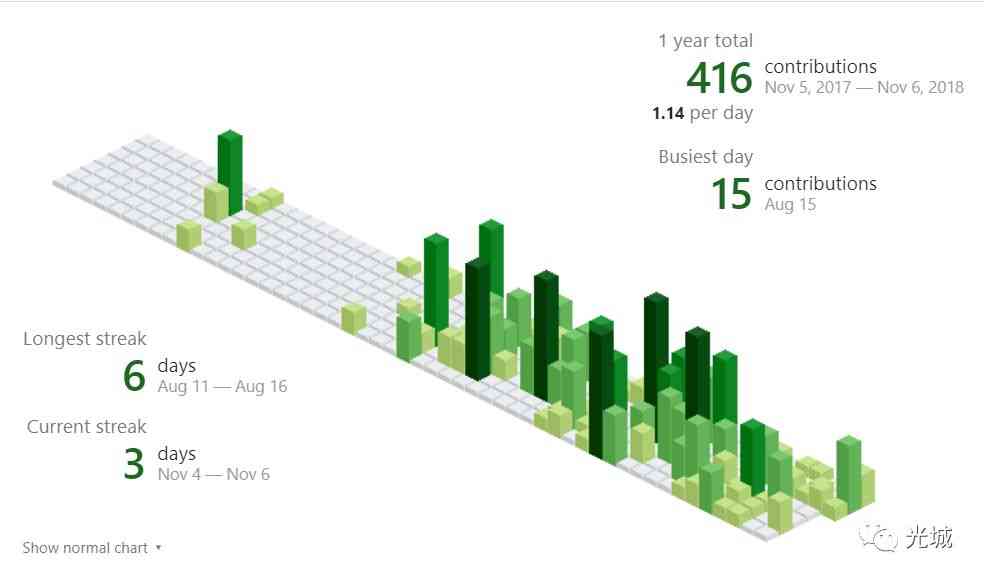 1 year total
416 contributions
Nov 5, 2017 — Nov 6, 2018
1.14 per day
Busiest day
15 contributions
Aug 15
Longest streak
6 days
Aug 11 — Aug 16
Current streak
3 days
Nov 4 — Nov 6
Show normal chart ▾
光城